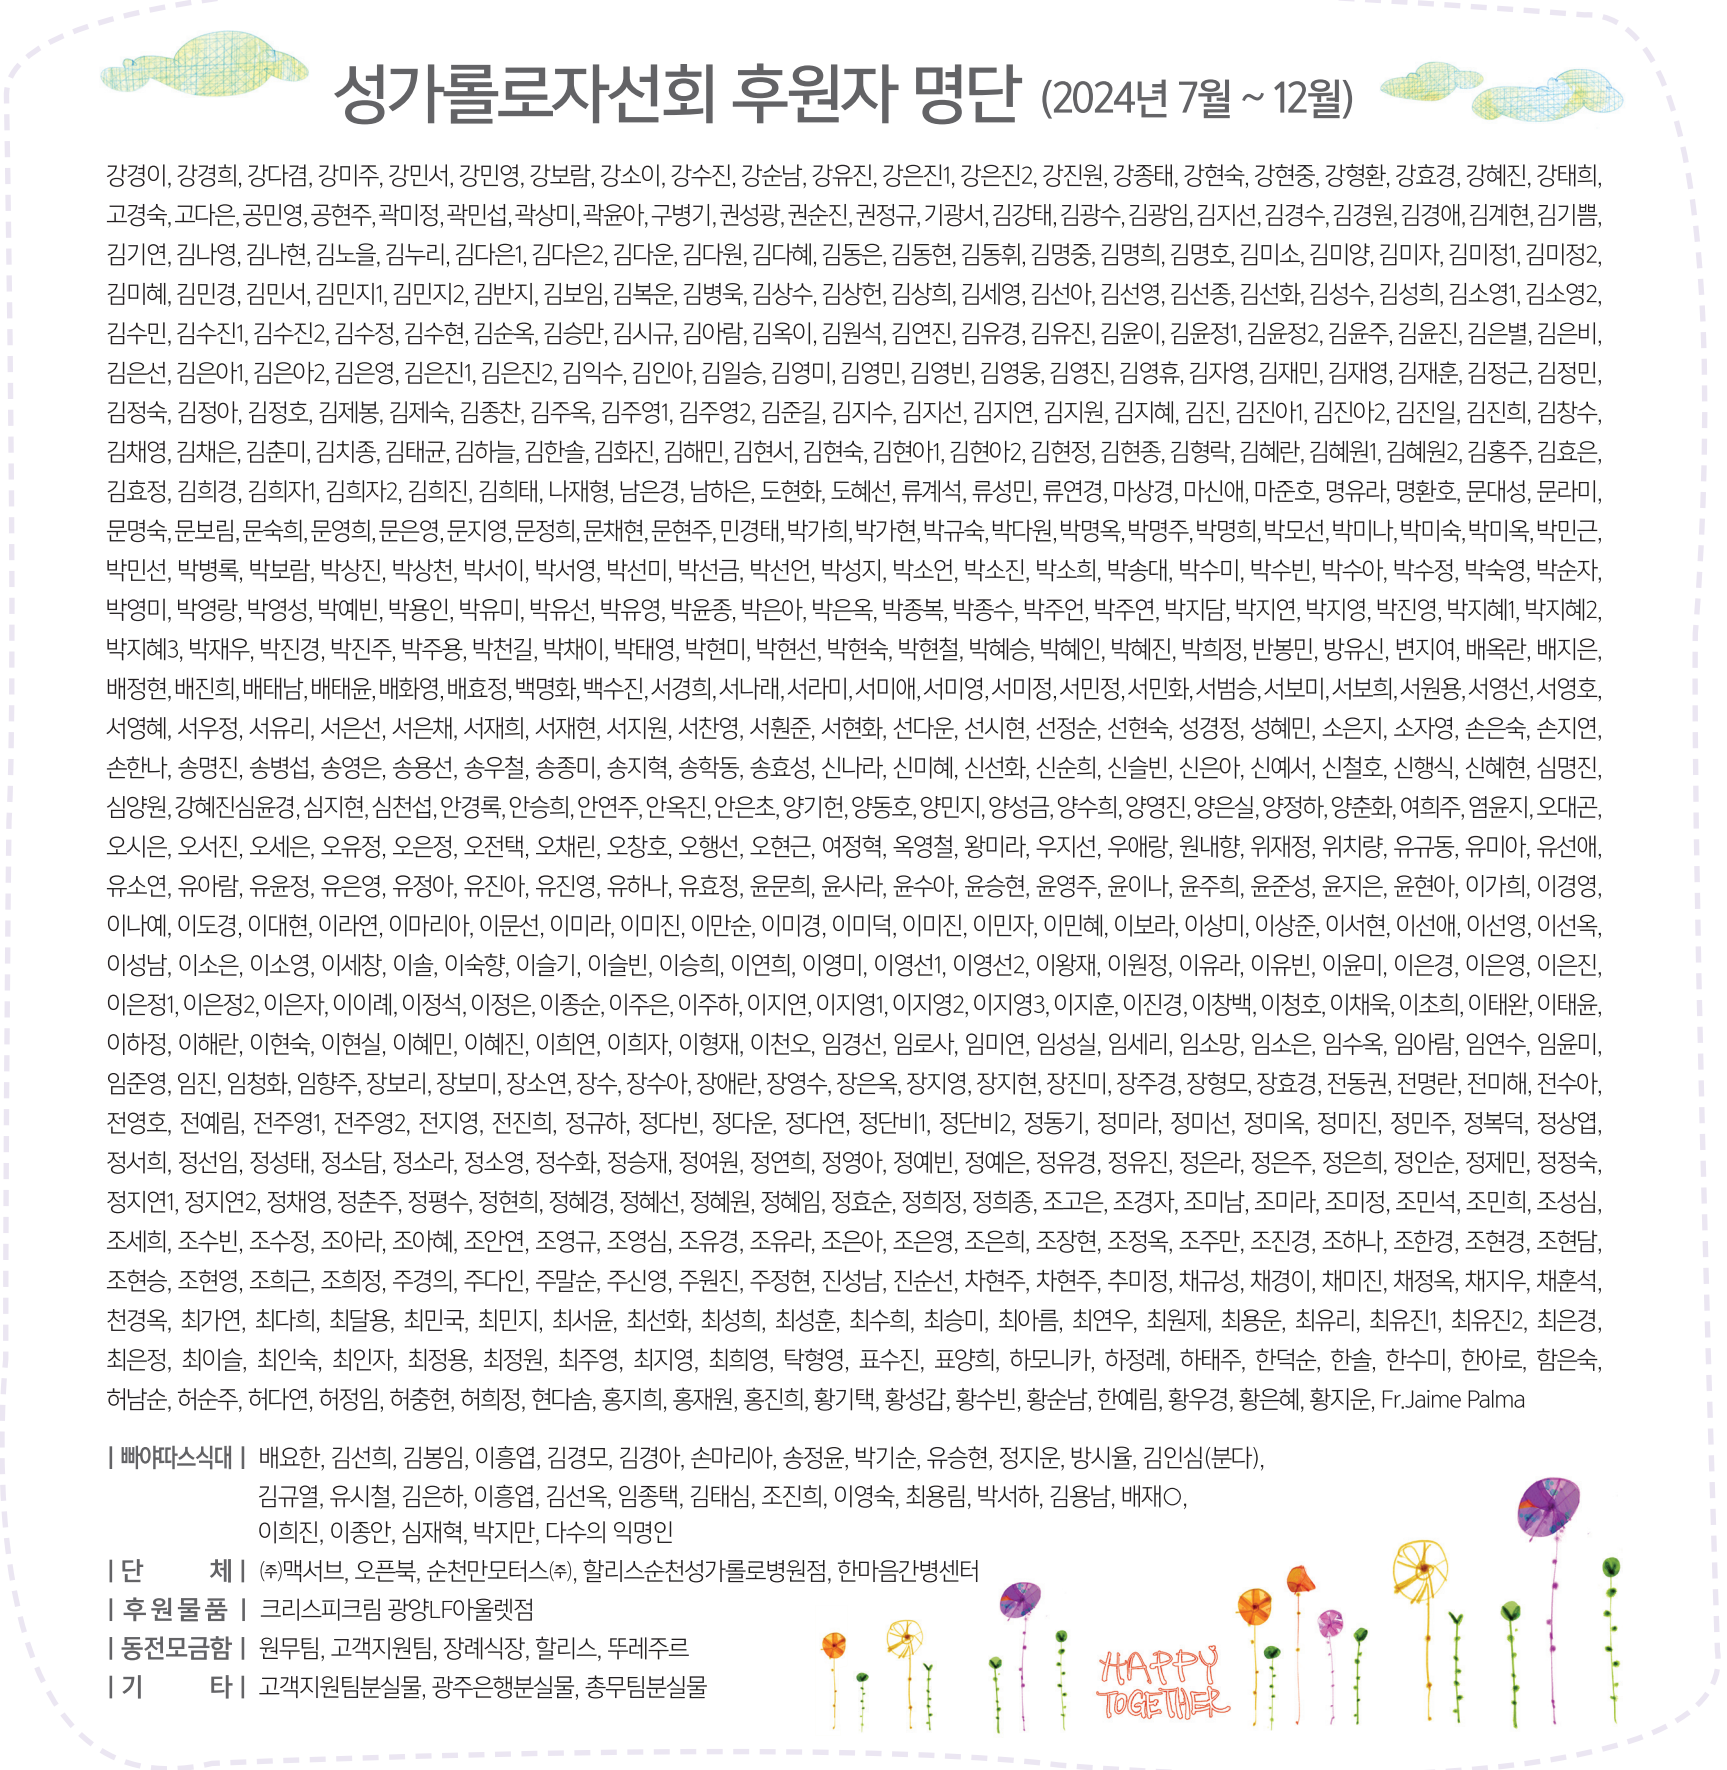 성가롤로자선회 후원자 명단 (2024년 7월 ~ 12월)
강경이, 강경희, 강다겸, 강미주, 강민서, 강민영, 강보람, 강소이, 강수진, 강순남, 강유진, 강은진1, 강은진2, 강진원, 강종태, 강현숙, 강현중, 강형환, 강효경, 강혜진, 강태희,
고경숙, 고다은, 공민영, 공현주, 곽미정, 곽민섭, 곽상미, 곽윤아, 구병기, 권성광, 권순진, 권정규, 기광서, 김강태, 김광수, 김광임, 김지선, 김경수, 김경원, 김경애, 김계현, 김기쁨,
김기연, 김나영, 김나현, 김노을, 김누리, 김다은1, 김다은2, 김다운, 김다원, 김다혜, 김동은, 김동현, 김동휘, 김명중, 김명희, 김명호, 김미소, 김미양, 김미자, 김미정1, 김미정2,
김미혜, 김민경, 김민서, 김민지1, 김민지2, 김반지, 김보임, 김복운, 김병욱, 김상수, 김상헌, 김상희, 김세영, 김선아, 김선영, 김선종, 김선화, 김성수, 김성희, 김소영1, 김소영2,
김수민, 김수진1, 김수진2, 김수정, 김수현, 김순옥, 김승만, 김시규, 김아람, 김옥이, 김원석, 김연진, 김유경, 김유진, 김윤이, 김윤정1, 김윤정2, 김윤주, 김윤진, 김은별, 김은비,
김은선, 김은아1, 김은아2, 김은영, 김은진1, 김은진2, 김익수, 김인아, 김일승, 김영미, 김영민, 김영빈, 김영웅, 김영진, 김영휴, 김자영, 김재민, 김재영, 김재훈, 김정근, 김정민,
김정숙, 김정아, 김정호, 김제봉, 김제숙, 김종찬, 김주옥, 김주영1, 김주영2, 김준길, 김지수, 김지선, 김지연, 김지원, 김지혜, 김진, 김진아1, 김진아2, 김진일, 김진희, 김창수,
김채영, 김채은, 김춘미, 김치종, 김태균, 김하늘, 김한솔, 김화진, 김해민, 김현서, 김현숙, 김현아1, 김현아2, 김현정, 김현종, 김형락, 김혜란, 김혜원1, 김혜원2, 김홍주, 김효은,
김효정, 김희경, 김희자1, 김희자2, 김희진, 김희태, 나재형, 남은경, 남하은, 도현화, 도혜선, 류계석, 류성민, 류연경, 마상경, 마신애, 마준호, 명유라, 명환호, 문대성, 문라미,
문명숙, 문보림, 문숙희, 문영희, 문은영, 문지영, 문정희, 문채현, 문현주, 민경태, 박가희, 박가현, 박규숙, 박다원, 박명옥, 박명주, 박명희, 박모선, 박미나, 박미숙, 박미옥, 박민근,
박민선, 박병록, 박보람, 박상진, 박상천, 박서이, 박서영, 박선미, 박선금, 박선언, 박성지, 박소언, 박소진, 박소희, 박송대, 박수미, 박수빈, 박수아, 박수정, 박숙영, 박순자,
박영미, 박영랑, 박영성, 박예빈, 박용인, 박유미, 박유선, 박유영, 박윤종, 박은아, 박은옥, 박종복, 박종수, 박주언, 박주연, 박지담, 박지연, 박지영, 박진영, 박지혜1, 박지혜2,
박지혜3, 박재우, 박진경, 박진주, 박주용, 박천길, 박채이, 박태영, 박현미, 박현선, 박현숙, 박현철, 박혜승, 박혜인, 박혜진, 박희정, 반봉민, 방유신, 변지여, 배옥란, 배지은,
배정현, 배진희, 배태남, 배태윤, 배화영, 배효정, 백명화, 백수진, 서경희, 서나래, 서라미, 서미애, 서미영, 서미정, 서민정, 서민화, 서범승, 서보미, 서보희, 서원용, 서영선, 서영호,
서영혜, 서우정, 서유리, 서은선, 서은채, 서재희, 서재현, 서지원, 서찬영, 서훤준, 서현화, 선다운, 선시현, 선정순, 선현숙, 성경정, 성혜민, 소은지, 소자영, 손은숙, 손지연,
손한나, 송명진, 송병섭, 송영은, 송용선, 송우철, 송종미, 송지혁, 송학동, 송효성, 신나라, 신미혜, 신선화, 신순희, 신슬빈, 신은아, 신예서, 신철호, 신행식, 신혜현, 심명진,
심양원, 강혜진심윤경, 심지현, 심천섭, 안경록, 안승희, 안연주, 안옥진, 안은초, 양기헌, 양동호, 양민지, 양성금, 양수희, 양영진, 양은실, 양정하, 양춘화, 여희주, 염윤지, 오대곤,
오시은, 오서진, 오세은, 오유정, 오은정, 오전택, 오채린, 오창호, 오행선, 오현근, 여정혁, 옥영철, 왕미라, 우지선, 우애랑, 원내향, 위재정, 위치량, 유규동, 유미아, 유선애,
유소연, 유아람, 유윤정, 유은영, 유정아, 유진아, 유진영, 유하나, 유효정, 윤문희, 윤사라, 윤수아, 윤승현, 윤영주, 윤이나, 윤주희, 윤준성, 윤지은, 윤현아, 이가희, 이경영,
이나예, 이도경, 이대현, 이라연, 이마리아, 이문선, 이미라, 이미진, 이만순, 이미경, 이미덕, 이미진, 이민자, 이민혜, 이보라, 이상미, 이상준, 이서현, 이선애, 이선영, 이선옥,
이성남, 이소은, 이소영, 이세창, 이솔, 이숙향, 이슬기, 이슬빈, 이승희, 이연희, 이영미, 이영선1, 이영선2, 이왕재, 이원정, 이유라, 이유빈, 이윤미, 이은경, 이은영, 이은진,
이은정1, 이은정2, 이은자, 이이례, 이정석, 이정은, 이종순, 이주은, 이주하, 이지연, 이지영1, 이지영2, 이지영3, 이지훈, 이진경, 이창백, 이청호, 이채욱, 이초희, 이태완, 이태윤,
이하정, 이해란, 이현숙, 이현실, 이혜민, 이혜진, 이희연, 이희자, 이형재, 이천오, 임경선, 임로사, 임미연, 임성실, 임세리, 임소망, 임소은, 임수옥, 임아람, 임연수, 임윤미,
임준영, 임진, 임청화, 임향주, 장보리, 장보미, 장소연, 장수, 장수아, 장애란, 장영수, 장은옥, 장지영, 장지현, 장진미, 장주경, 장형모, 장효경, 전동권, 전명란, 전미해, 전수아,
전영호, 전예림, 전주영1, 전주영2, 전지영, 전진희, 정규하, 정다빈, 정다운, 정다연, 정단비1, 정단비2, 정동기, 정미라, 정미선, 정미옥, 정미진, 정민주, 정복덕, 정상엽,
정서희, 정선임, 정성태, 정소담, 정소라, 정소영, 정수화, 정승재, 정여원, 정연희, 정영아, 정예빈, 정예은, 정유경, 정유진, 정은라, 정은주, 정은희, 정인순, 정제민, 정정숙,
정지연1, 정지연2, 정채영, 정춘주, 정평수, 정현희, 정혜경, 정혜선, 정혜원, 정혜임, 정효순, 정희정, 정희종, 조고은, 조경자, 조미남, 조미라, 조미정, 조민석, 조민희, 조성심,
조세희, 조수빈, 조수정, 조아라, 조아혜, 조안연, 조영규, 조영심, 조유경, 조유라, 조은아, 조은영, 조은희, 조장현, 조정옥, 조주만, 조진경, 조하나, 조한경, 조현경, 조현담,
조현승, 조현영, 조희근, 조희정, 주경의, 주다인, 주말순, 주신영, 주원진, 주정현, 진성남, 진순선, 차현주, 차현주, 추미정, 채규성, 채경이, 채미진, 채정옥, 채지우, 채훈석,
천경옥, 최가연, 최다희, 최달용, 최민국, 최민지, 최서윤, 최선화, 최성희, 최성훈, 최수희, 최승미, 최아름, 최연우, 최원제, 최용운, 최유리, 최유진1, 최유진2, 최은경,
최은정, 최이슬, 최인숙, 최인자, 최정용, 최정원, 최주영, 최지영, 최희영, 탁형영, 표수진, 표양희, 하모니카, 하정례, 하태주, 한덕순, 한솔, 한수미, 한아로, 함은숙,
허남순, 허순주, 허다연, 허정임, 허충현, 허희정, 현다솜, 홍지희, 홍재원, 홍진희, 황기택, 황성갑, 황수빈, 황순남, 한예림, 황우경, 황은혜, 황지운, Fr.Jaime Palma
| 빠야따스식대 | 배요한, 김선희, 김봉임, 이흥엽, 김경모, 김경아, 손마리아, 송정윤, 박기순, 유승현, 정지운, 방시율, 김인심(분다),
김규열, 유시철, 김은하, 이흥엽, 김선옥, 임종택, 김태심, 조진희, 이영숙, 최용림, 박서하, 김용남, 배재○,
이희진, 이종안, 심재혁, 박지만, 다수의 익명인
| 단 체 | ㈜맥서브, 오픈북, 순천만모터스㈜, 할리스순천성가롤로병원점, 한마음간병센터
| 후원물품 | 크리스피크림 광양LF아울렛점
| 동전모금함 | 원무팀, 고객지원팀, 장례식장, 할리스, 뚜레주르
| 기 타 | 고객지원팀분실물, 광주은행분실물, 총무팀분실물
HAPPY
TOGETHER